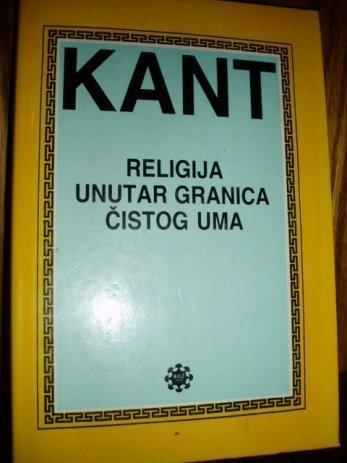 KANT
RELIGIJA
UNUTAR GRANICA
ČISTOG UMA